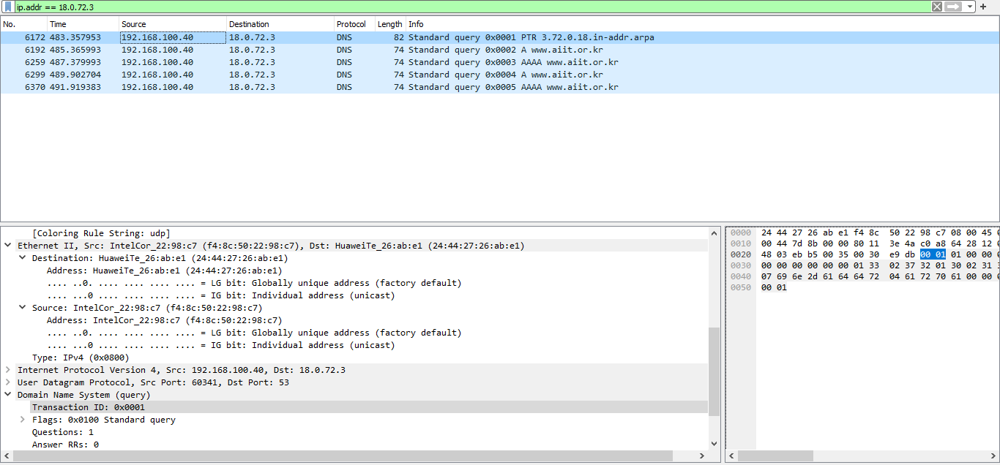 ip.addr == 18.0.72.3
No. Time Source Destination Protocol Length Info
6172 483.357953 192.168.100.40 18.0.72.3 DNS 82 Standard query 0x0001 PTR 3.72.0.18.in-addr.arpa
6192 485.365993 192.168.100.40 18.0.72.3 DNS 74 Standard query 0x0002 A www.aiit.or.kr
6259 487.379993 192.168.100.40 18.0.72.3 DNS 74 Standard query 0x0003 AAAA www.aiit.or.kr
6299 489.902704 192.168.100.40 18.0.72.3 DNS 74 Standard query 0x0004 A www.aiit.or.kr
6370 491.919383 192.168.100.40 18.0.72.3 DNS 74 Standard query 0x0005 AAAA www.aiit.or.kr
[Coloring Rule String: udp]
Ethernet II, Src: IntelCor_22:98:c7 (f4:8c:50:22:98:c7), Dst: HuaweiTe_26:ab:e1 (24:44:27:26:ab:e1)
Destination: HuaweiTe_26:ab:e1 (24:44:27:26:ab:e1)
Address: HuaweiTe_26:ab:e1 (24:44:27:26:ab:e1)
.... ..0. .... .... .... .... = LG bit: Globally unique address (factory default)
.... ...0 .... .... .... .... = IG bit: Individual address (unicast)
Source: IntelCor_22:98:c7 (f4:8c:50:22:98:c7)
Address: IntelCor_22:98:c7 (f4:8c:50:22:98:c7)
.... ..0. .... .... .... .... = LG bit: Globally unique address (factory default)
.... ...0 .... .... .... .... = IG bit: Individual address (unicast)
Type: IPv4 (0x0800)
Internet Protocol Version 4, Src: 192.168.100.40, Dst: 18.0.72.3
User Datagram Protocol, Src Port: 60341, Dst Port: 53
Domain Name System (query)
Transaction ID: 0x0001
Flags: 0x0100 Standard query
Questions: 1
Answer RRs: 0
0000 24 44 27 26 ab e1 f4 8c 50 22 98 c7 08 00 45
0010 00 44 7d 8b 00 00 80 11 3e 4a c0 a8 64 28 12
0020 48 03 eb b5 00 35 00 30 e9 db 00 01 01 00 00
0030 00 00 00 00 00 00 01 33 02 37 32 01 30 02 31
0040 07 69 6e 2d 61 64 64 72 04 61 72 70 61 00 00
0050 00 01